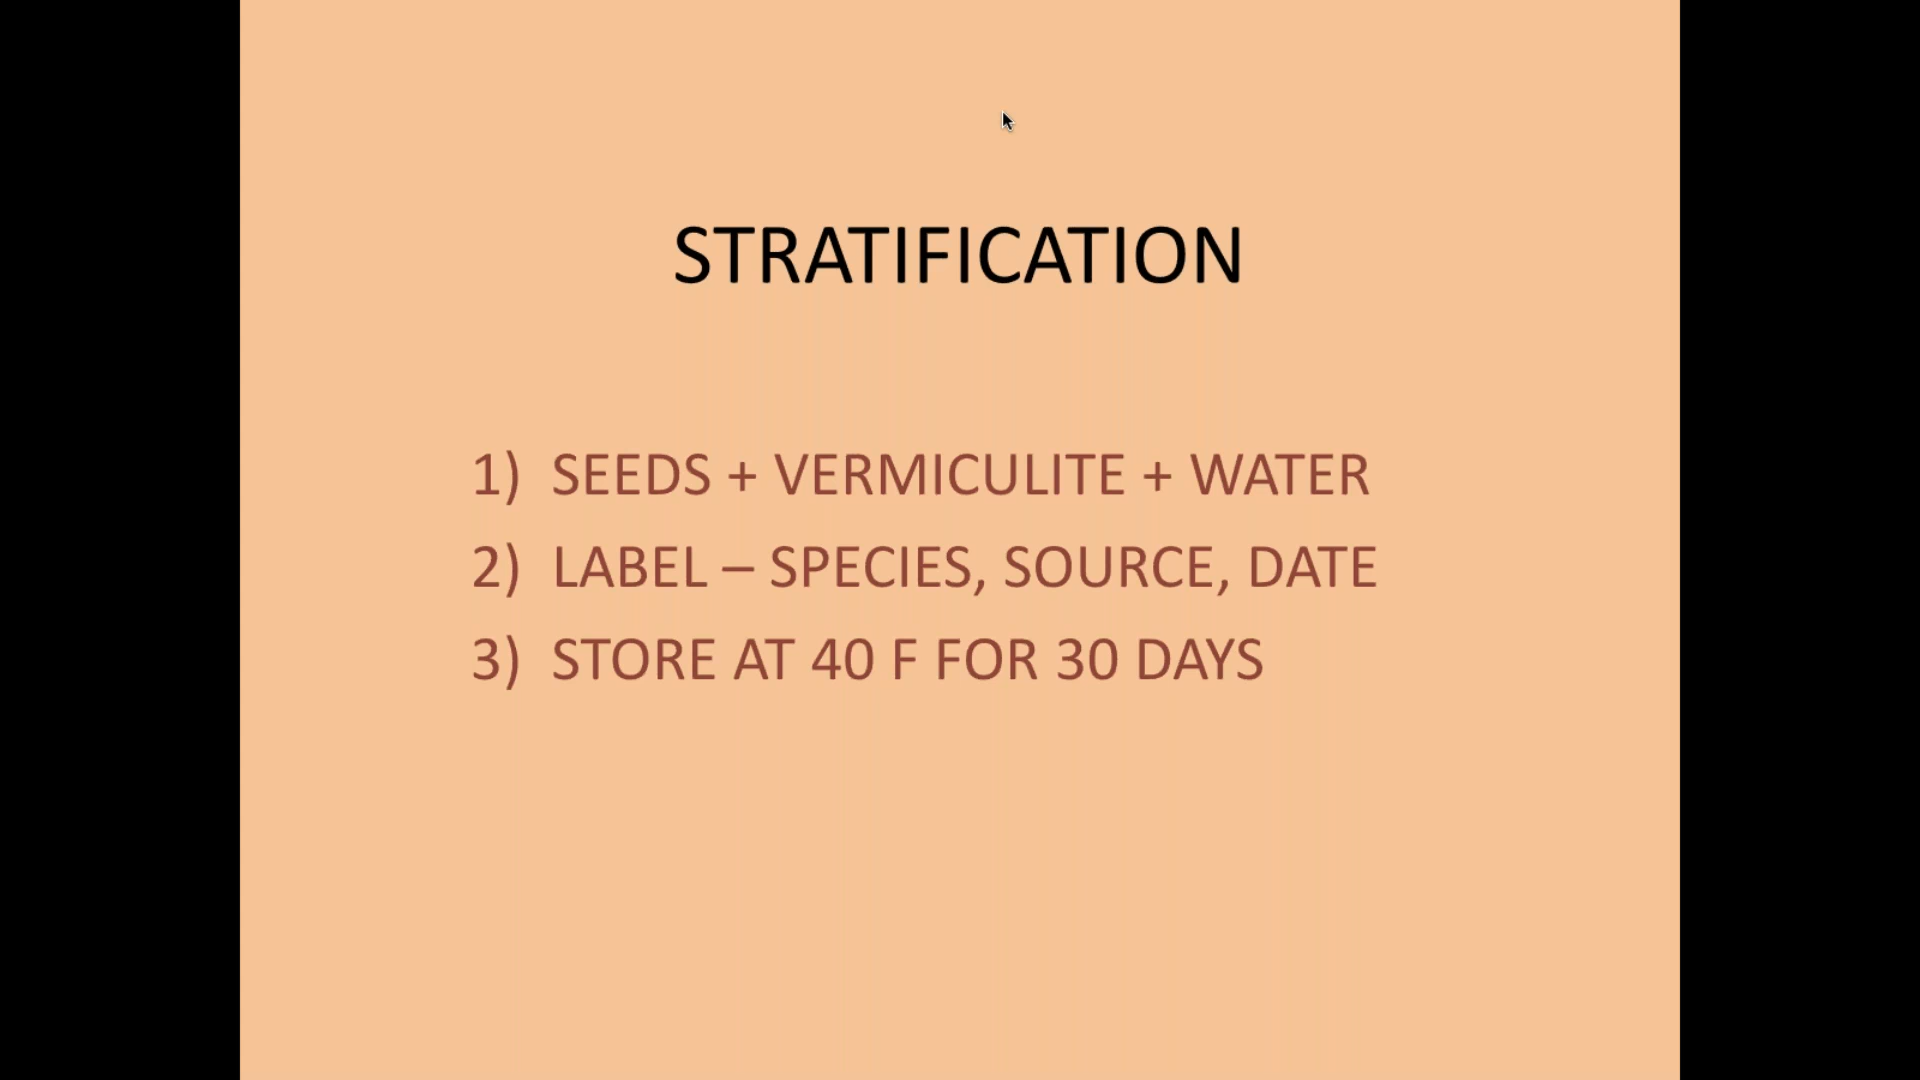 STRATIFICATION
1) SEEDS + VERMICULITE + WATER
2) LABEL – SPECIES, SOURCE, DATE
3) STORE AT 40 F FOR 30 DAYS